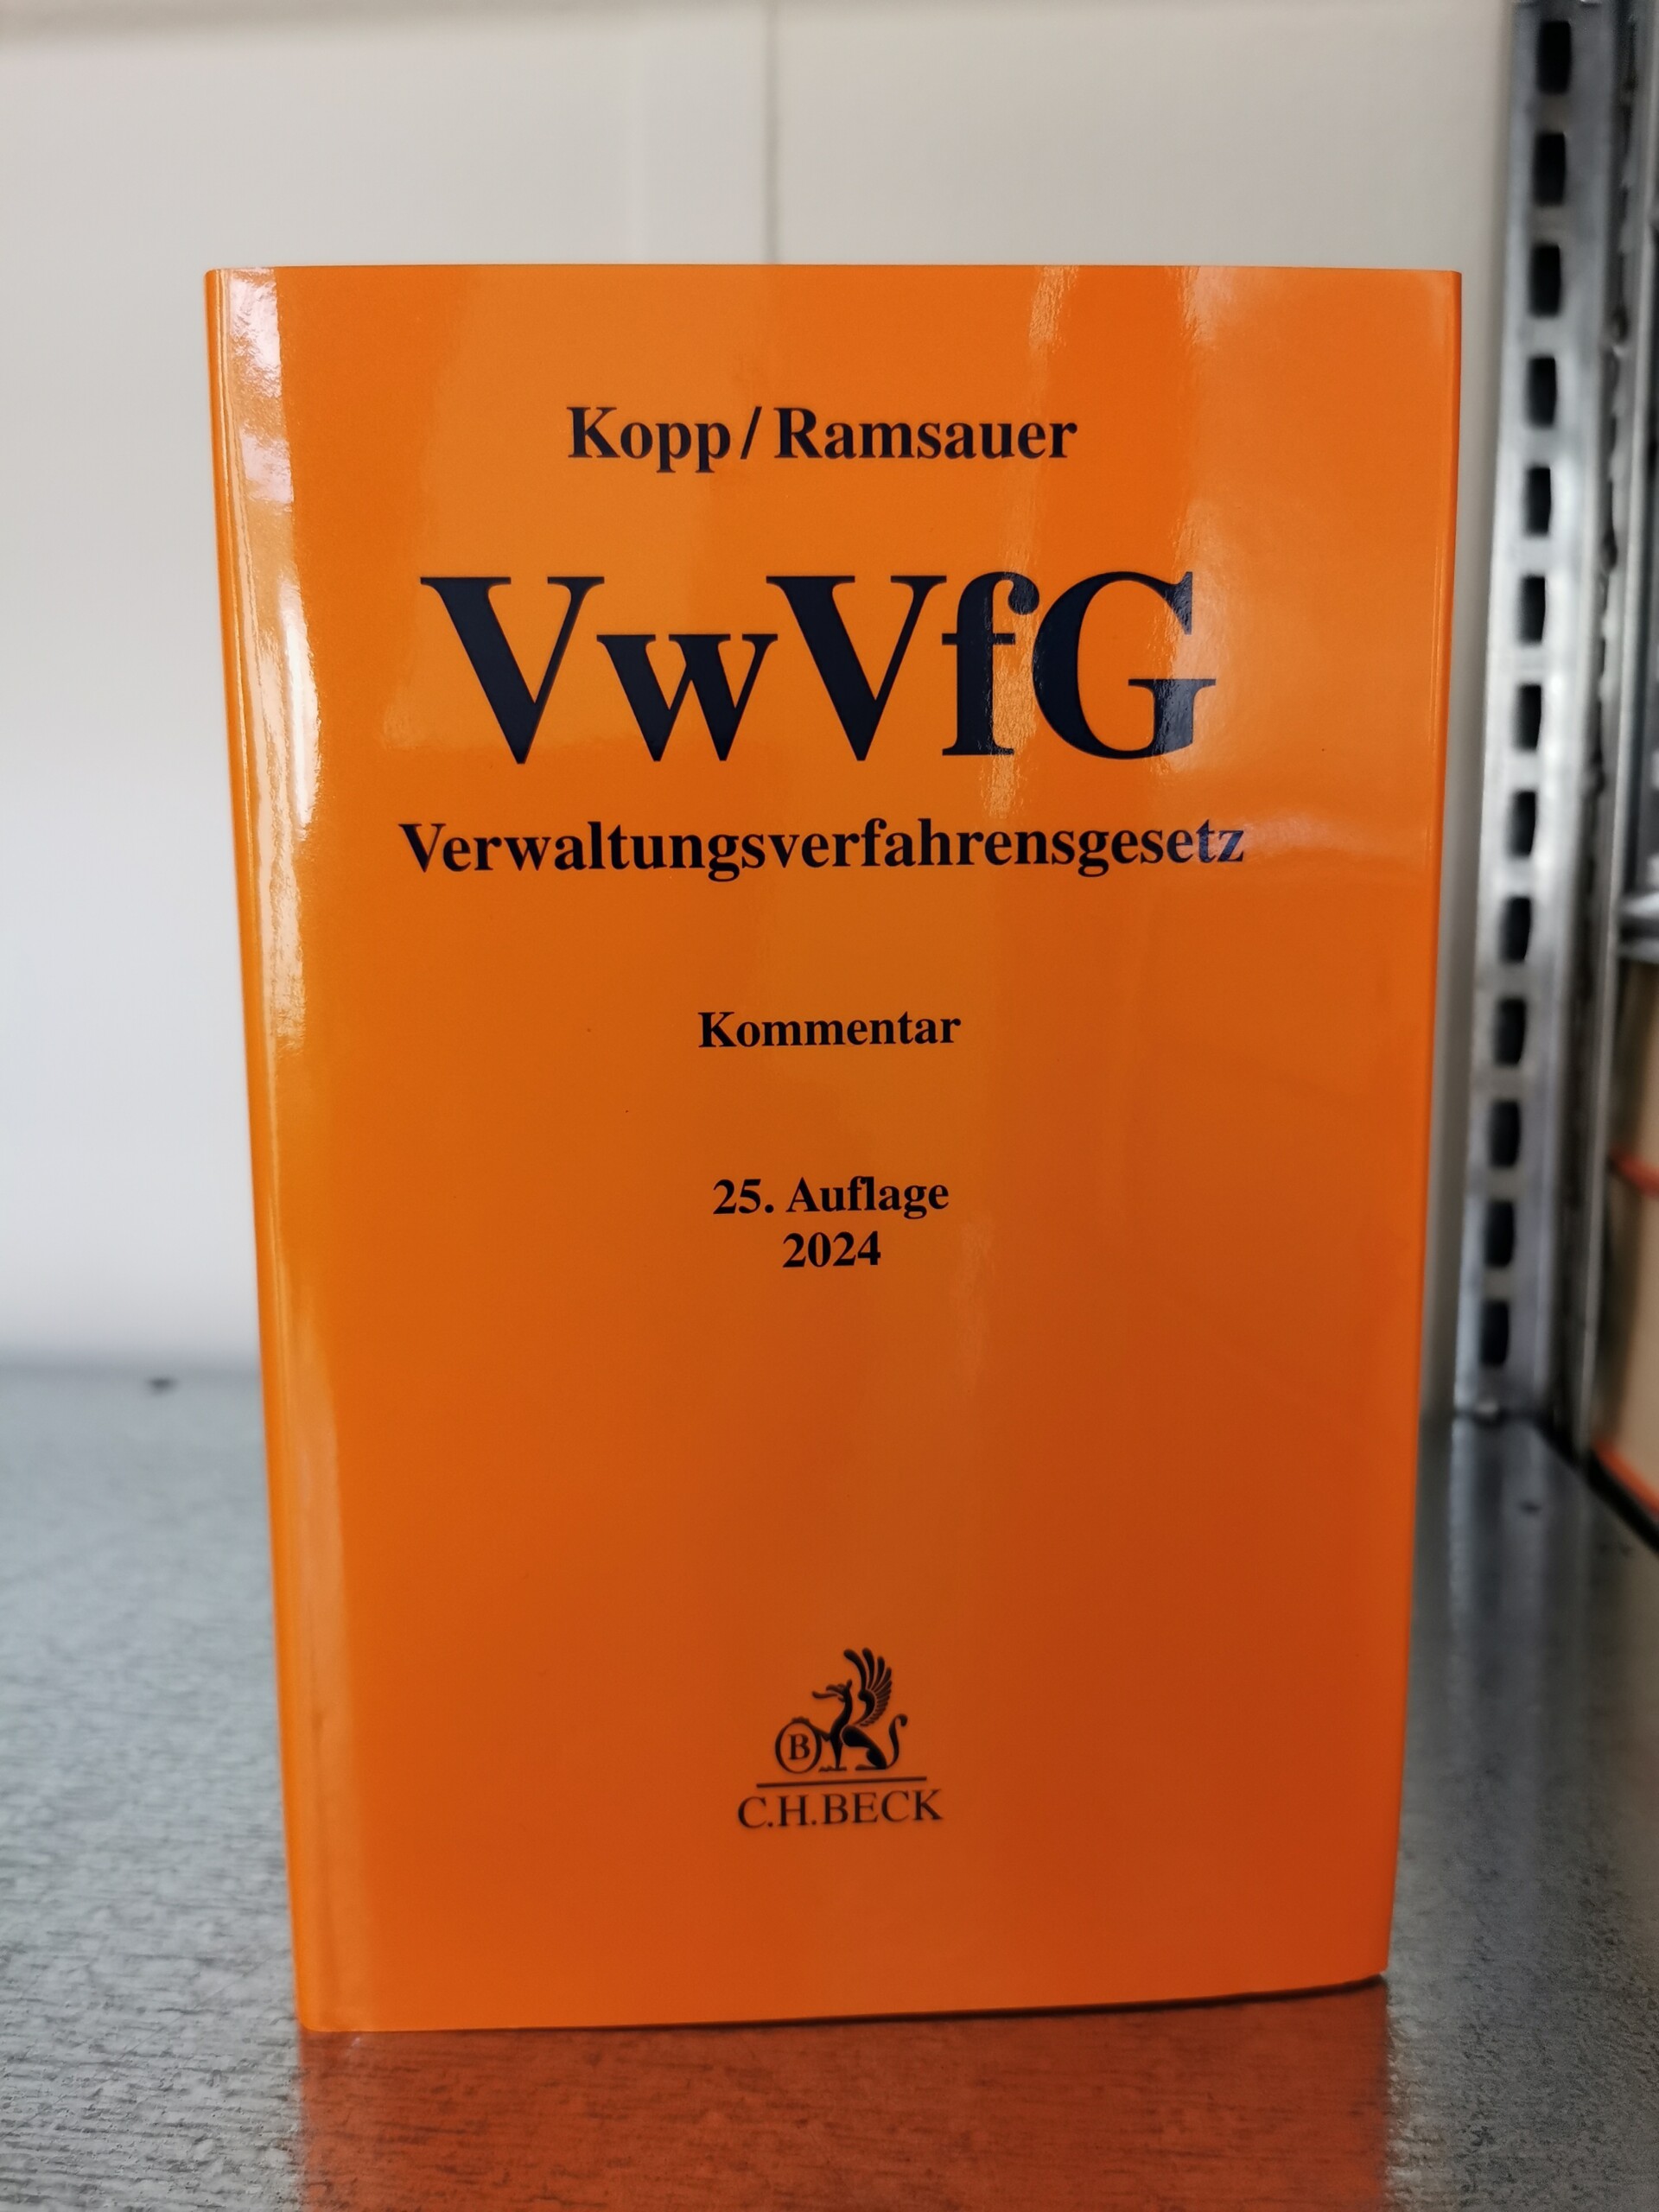 Kopp / Ramsauer
VwVfG
Verwaltungsverfahrensgesetz
Kommentar
25. Auflage
2024
B
C.H.BECK